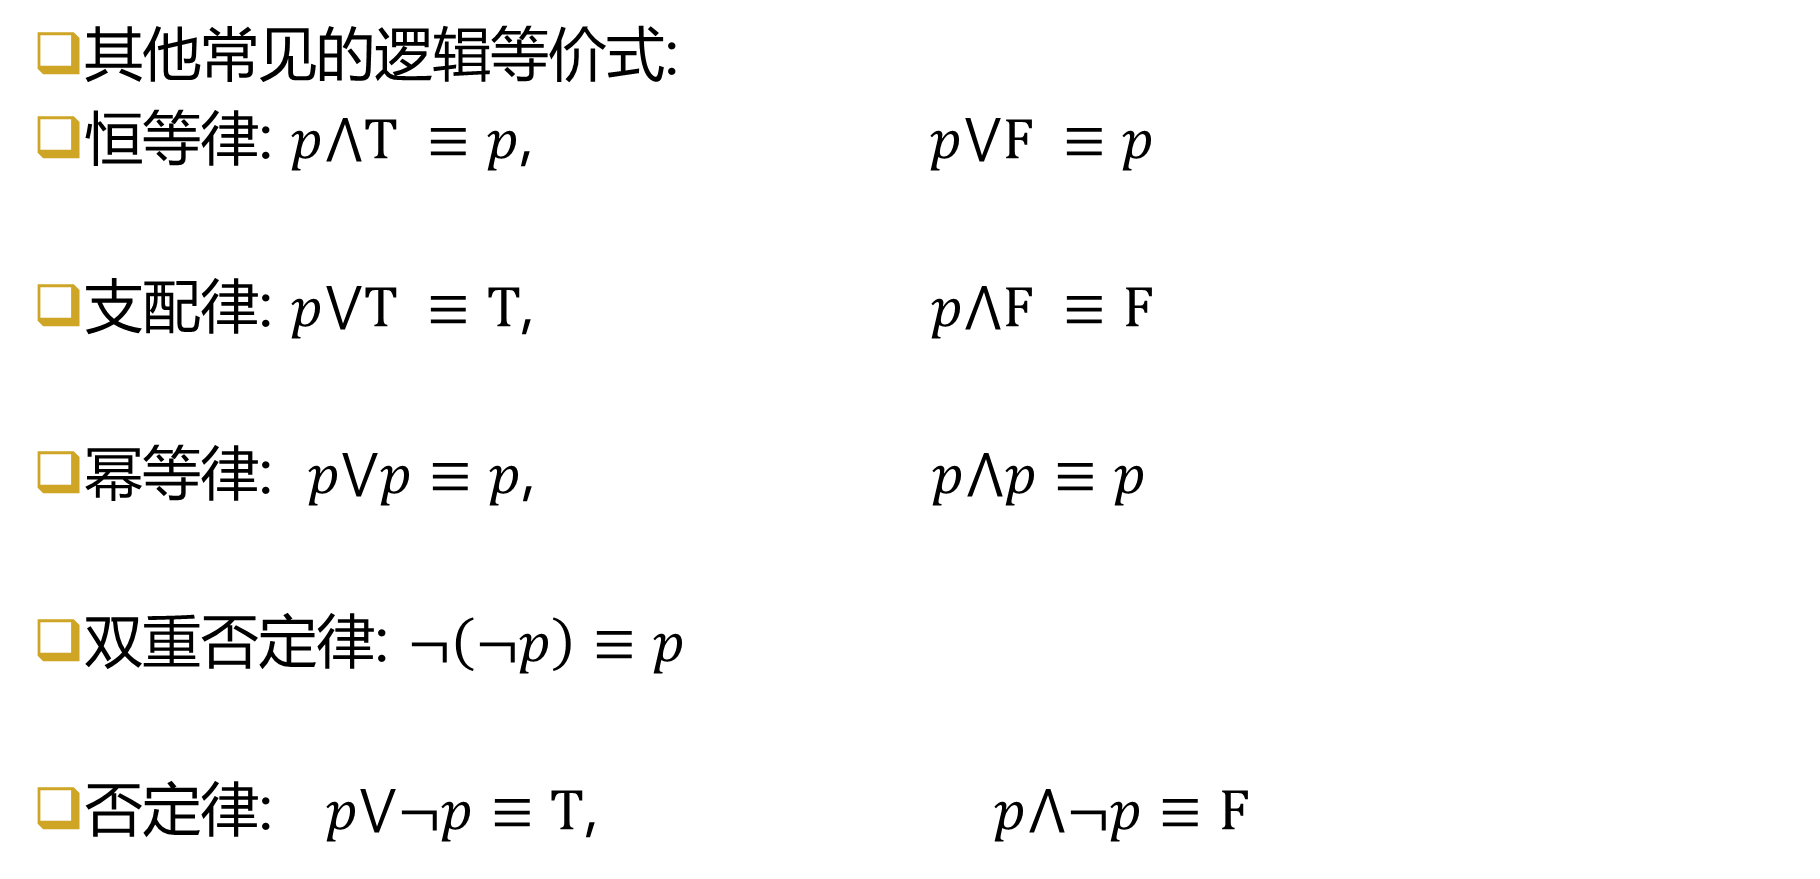 ❑其他常见的逻辑等价式:
❑恒等律: p∧T ≡ p, p∨F ≡ p
❑支配律: p∨T ≡ T, p∧F ≡ F
❑幂等律: p∨p ≡ p, p∧p ≡ p
❑双重否定律: ¬(¬p) ≡ p
❑否定律: p∨¬p ≡ T, p∧¬p ≡ F